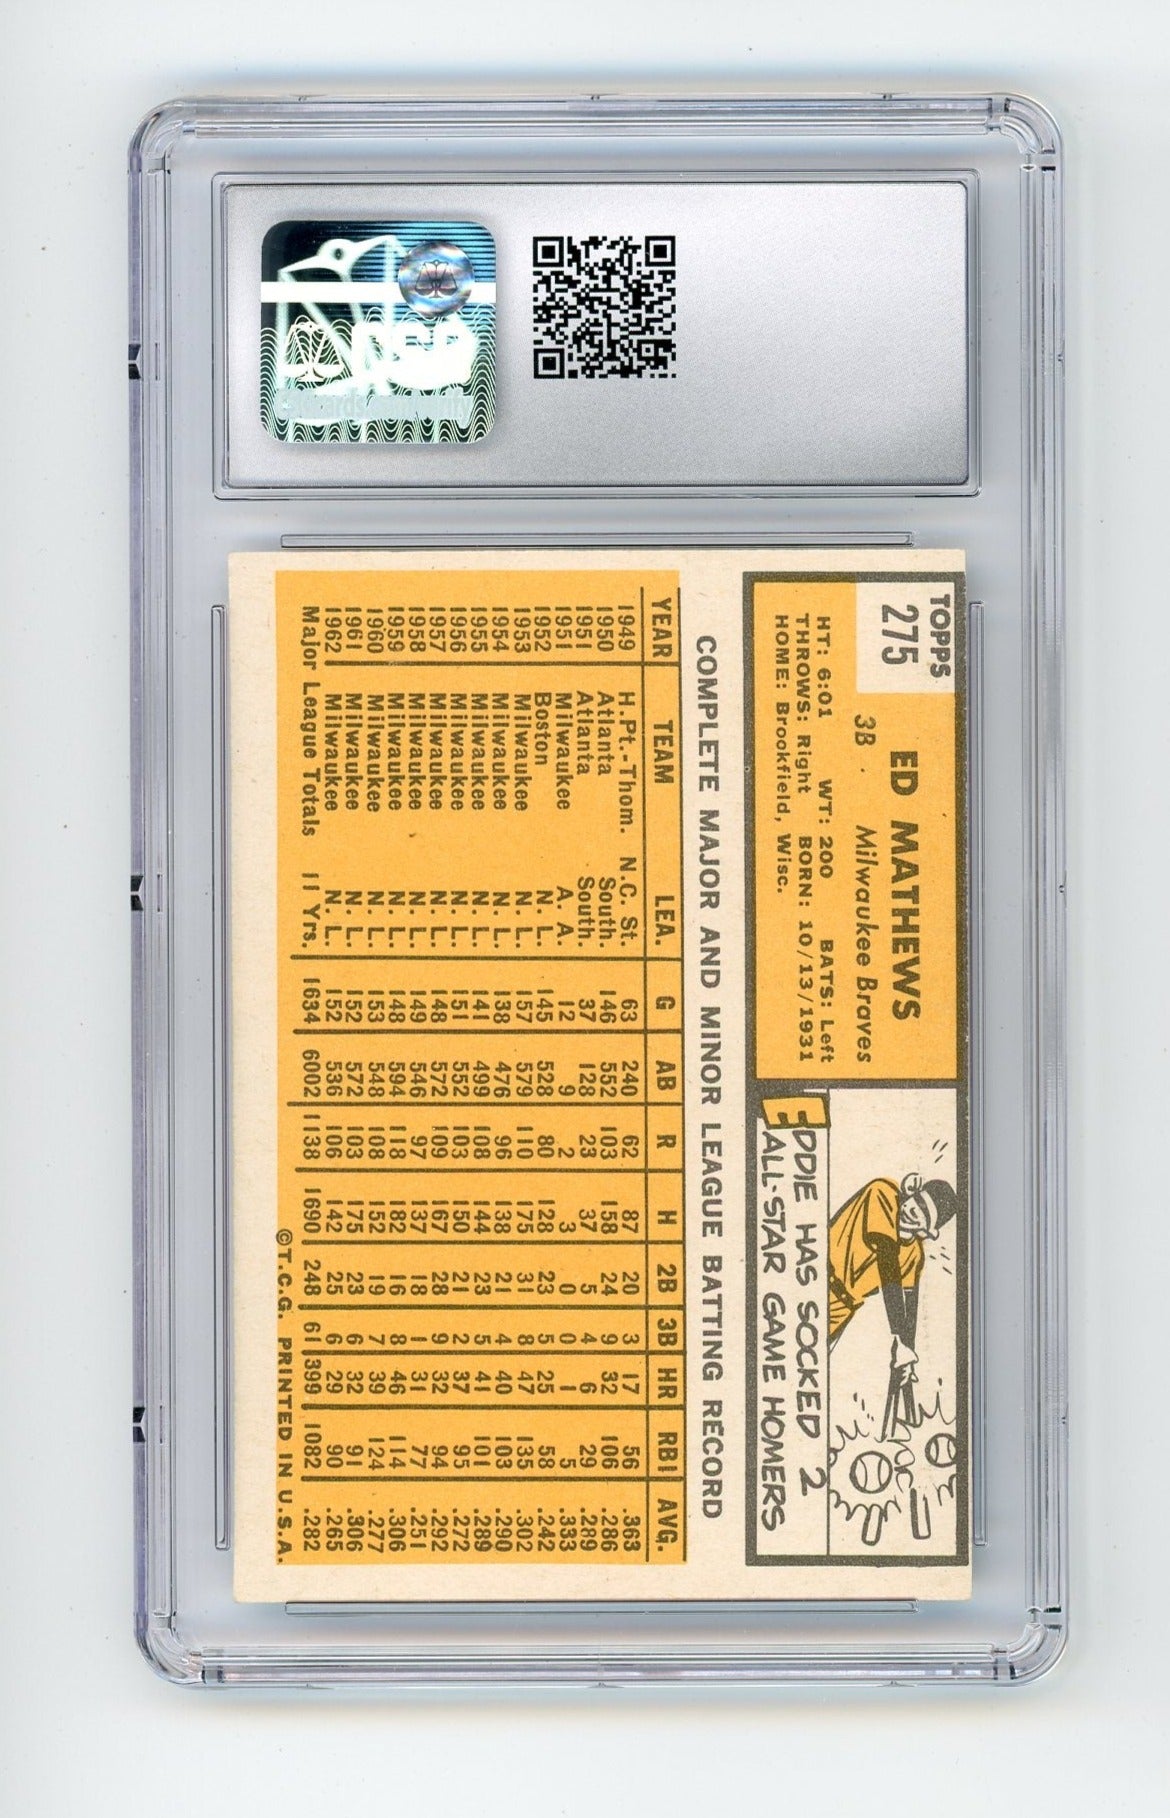 TOPPS
275
ED MATHEWS
3B Milwaukee Braves
HT: 6:01 WT: 200 BATS: Left
THROWS: Right BORN: 10/13/1931
HOME: Brookfield, Wisc.
EDDIE HAS SOCKED 2
ALL-STAR GAME HOMERS
COMPLETE MAJOR AND MINOR LEAGUE BATTING RECORD
YEAR TEAM LEA. G AB R H 2B 3B HR RBI AVG.
1949 H.Pt.-Thom. N.C. St. 63 240 62 87 20 3 17 56 .363
1950 Atlanta South. 146 552 103 158 24 9 32 106 .286
1951 Atlanta South. 37 128 23 37 5 4 6 29 .289
1951 Milwaukee A. A. 12 9 2 3 0 0 1 5 .333
1952 Boston N. L. 145 528 80 128 23 5 25 58 .242
1953 Milwaukee N. L. 157 579 110 175 31 8 47 135 .302
1954 Milwaukee N. L. 138 476 96 138 21 4 40 103 .290
1955 Milwaukee N. L. 141 499 108 144 23 5 41 101 .289
1956 Milwaukee N. L. 151 552 103 150 21 2 37 95 .272
1957 Milwaukee N. L. 148 572 109 167 28 9 32 94 .292
1958 Milwaukee N. L. 149 546 97 137 18 1 31 77 .251
1959 Milwaukee N. L. 148 594 118 182 16 8 46 114 .306
1960 Milwaukee N. L. 153 548 108 152 19 7 39 124 .277
1961 Milwaukee N. L. 152 572 103 175 23 6 32 91 .306
1962 Milwaukee N. L. 152 536 106 142 25 6 29 90 .265
Major League Totals 11 Yrs. 1634 6002 1138 1690 248 61 399 1082 .282
©T.C.G. PRINTED IN U.S.A.